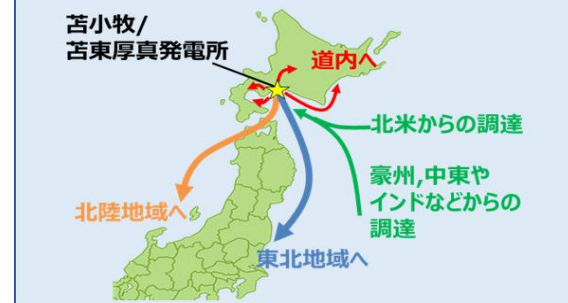 苫小牧/
苫東厚真発電所
道内へ
北米からの調達
豪州,中東や
インドなどからの
調達
北陸地域へ
東北地域へ